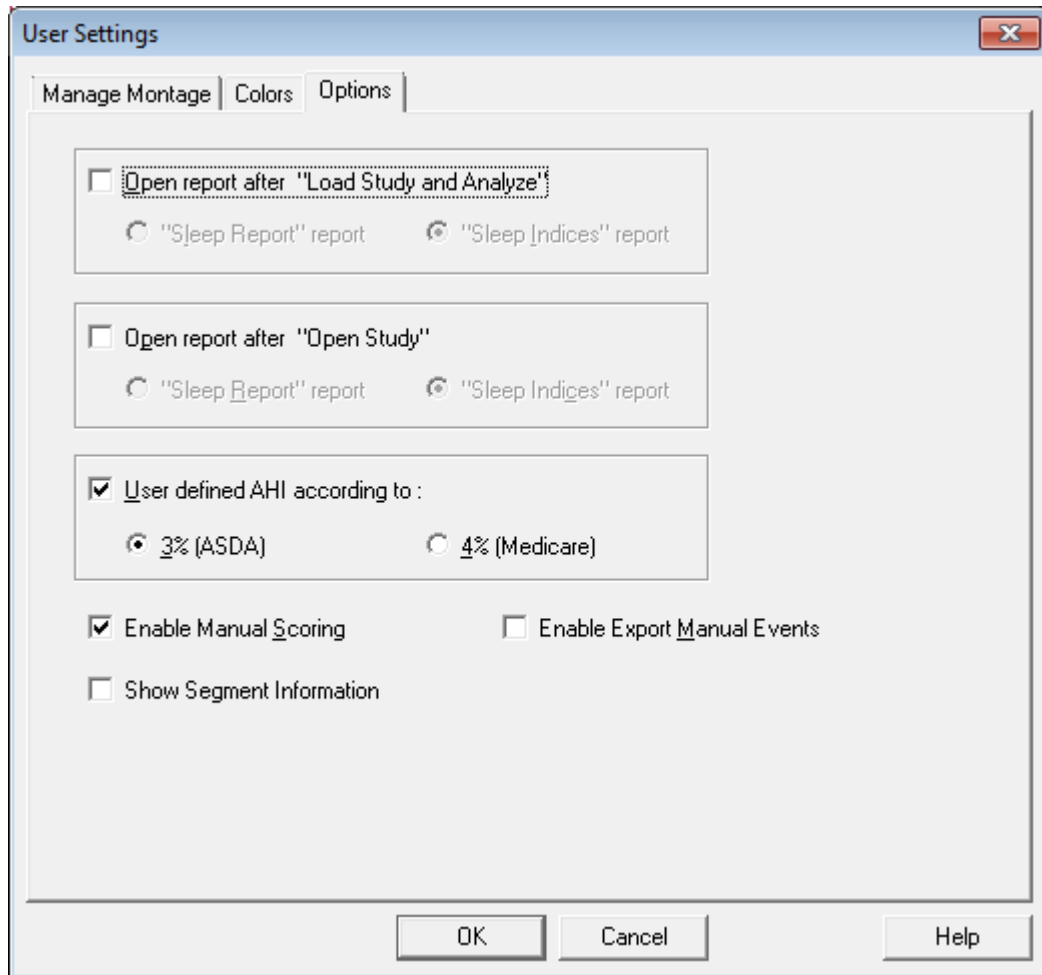 User Settings
Manage Montage Colors Options
Open report after "Load Study and Analyze"
"Sleep Report" report "Sleep Indices" report
Open report after "Open Study"
"Sleep Report" report "Sleep Indices" report
User defined AHI according to :
3% (ASDA) 4% (Medicare)
Enable Manual Scoring Enable Export Manual Events
Show Segment Information
OK Cancel Help